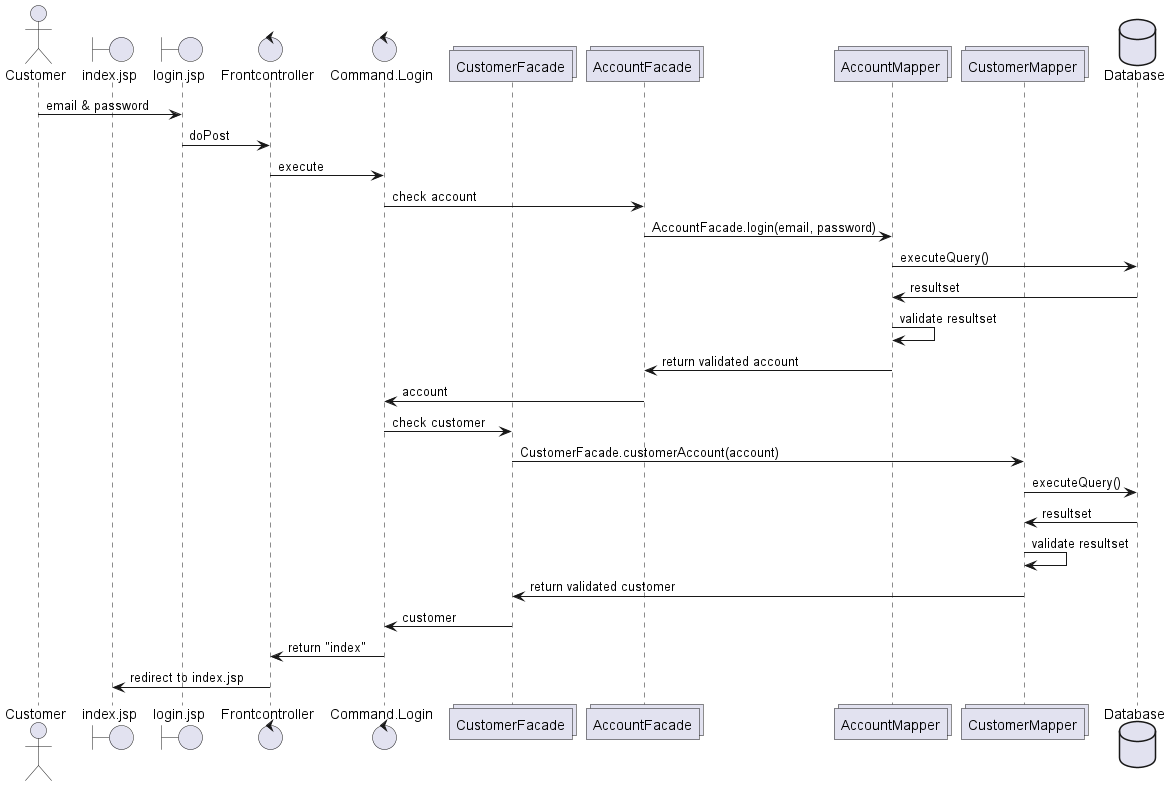 Customer
index.jsp
login.jsp
Frontcontroller
Command.Login
CustomerFacade
AccountFacade
AccountMapper
CustomerMapper
Database
email & password
doPost
execute
check account
AccountFacade.login(email, password)
executeQuery()
resultset
validate resultset
return validated account
account
check customer
CustomerFacade.customerAccount(account)
executeQuery()
resultset
validate resultset
return validated customer
customer
return "index"
redirect to index.jsp
Customer
index.jsp
login.jsp
Frontcontroller
Command.Login
CustomerFacade
AccountFacade
AccountMapper
CustomerMapper
Database